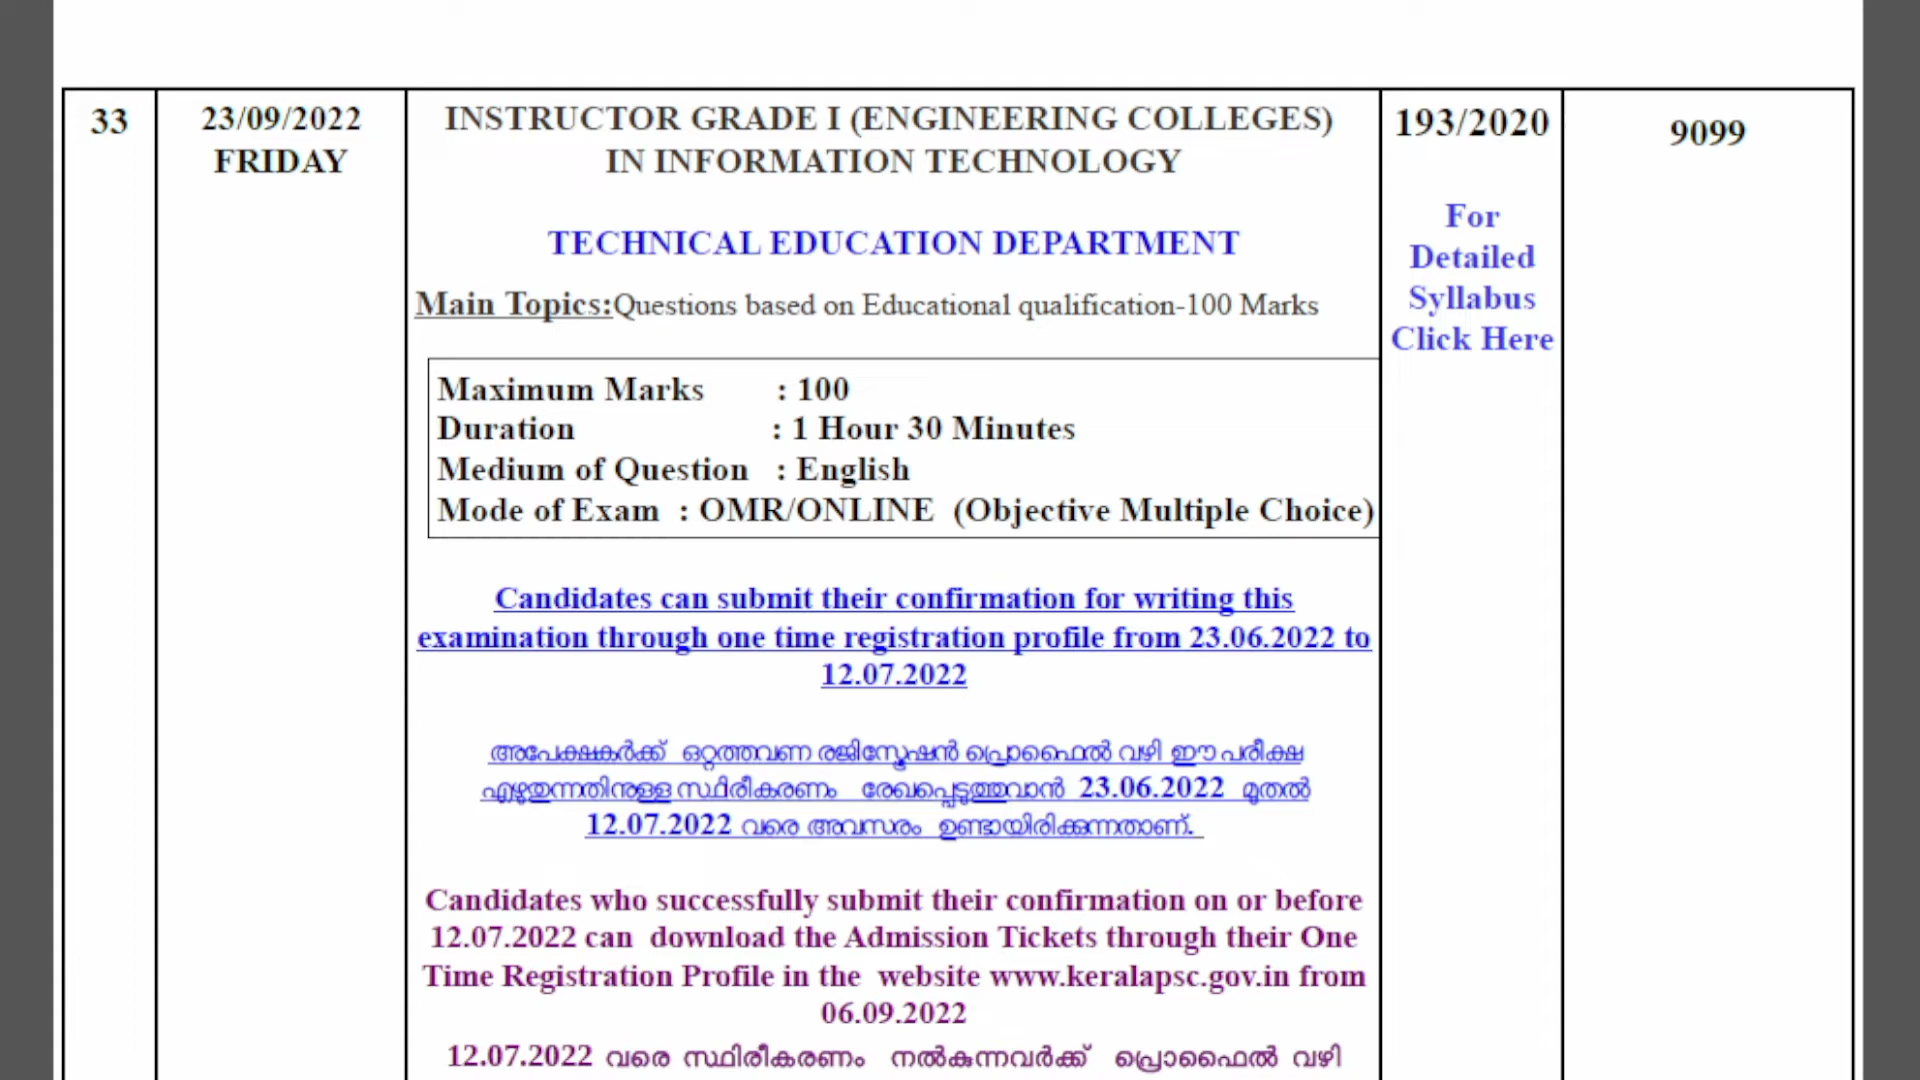 33
23/09/2022
FRIDAY
INSTRUCTOR GRADE I (ENGINEERING COLLEGES)
IN INFORMATION TECHNOLOGY
TECHNICAL EDUCATION DEPARTMENT
Main Topics:Questions based on Educational qualification-100 Marks
Maximum Marks : 100
Duration : 1 Hour 30 Minutes
Medium of Question : English
Mode of Exam : OMR/ONLINE (Objective Multiple Choice)
Candidates can submit their confirmation for writing this
examination through one time registration profile from 23.06.2022 to
12.07.2022
അപേക്ഷകർക്ക് ഒറ്റത്തവണ രജിസ്ട്രേഷൻ പ്രൊഫൈൽ വഴി ഈ പരീക്ഷ
എഴുതുന്നതിനുള്ള സ്ഥിരീകരണം രേഖപ്പെടുത്തുവാൻ 23.06.2022 മുതൽ
12.07.2022 വരെ അവസരം ഉണ്ടായിരിക്കുന്നതാണ്.
Candidates who successfully submit their confirmation on or before
12.07.2022 can download the Admission Tickets through their One
Time Registration Profile in the website www.keralapsc.gov.in from
06.09.2022
12.07.2022 വരെ സ്ഥിരീകരണം നൽകുന്നവർക്ക് പ്രൊഫൈൽ വഴി
193/2020
For
Detailed
Syllabus
Click Here
9099